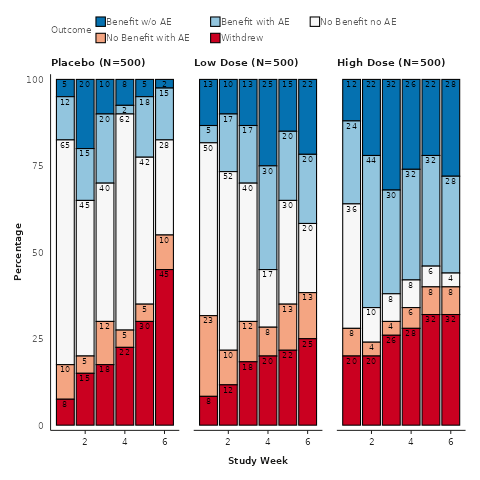 Outcome
Benefit w/o AE
Benefit with AE
No Benefit no AE
No Benefit with AE
Withdrew
Placebo (N=500)
Low Dose (N=500)
High Dose (N=500)
Percentage
100
75
50
25
0
5 20 10 8 5 2
12 15 20 2 18 15
65 45 40 62 42 28
10 5 12 5 5 10
8 15 18 22 30 45
13 10 13 25 15 22
5 17 17 30 20 20
50 52 40 17 30 20
23 10 12 8 13 13
8 12 18 20 22 25
12 22 32 26 22 28
24 44 30 32 32 28
36 10 8 8 6 4
8 4 4 6 8 8
20 20 26 28 32 32
2 4 6
2 4 6
2 4 6
Study Week